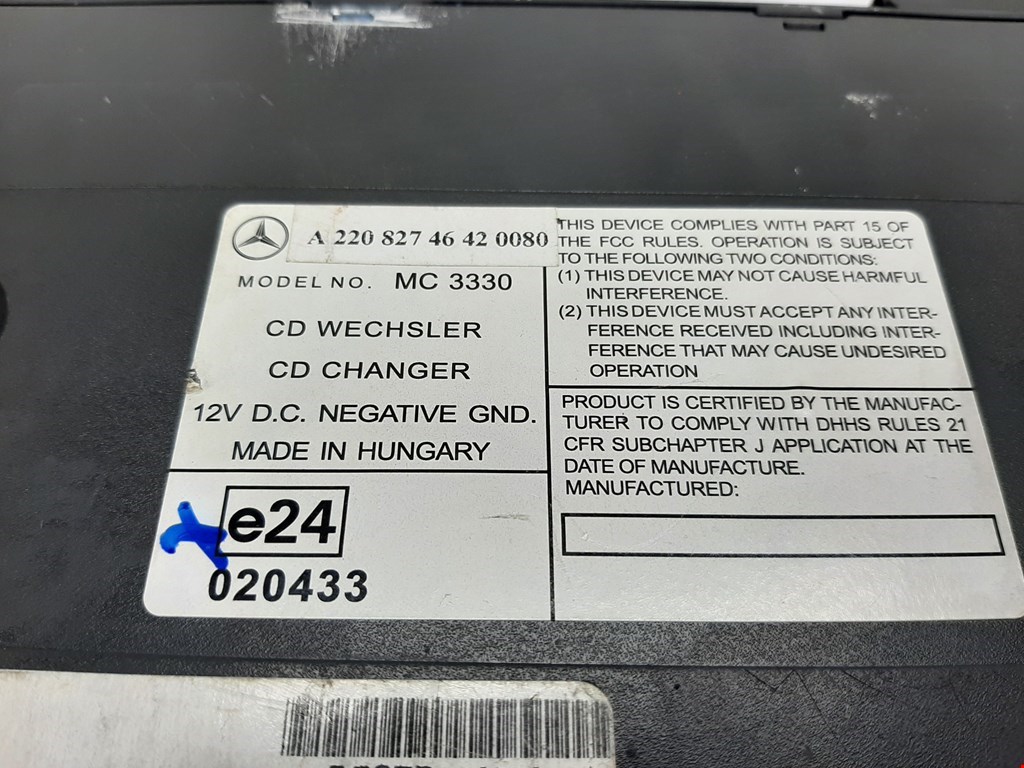 A 220 827 46 42 0080
MODEL NO. MC 3330
CD WECHSLER
CD CHANGER
12V D.C. NEGATIVE GND.
MADE IN HUNGARY
e24
020433
THIS DEVICE COMPLIES WITH PART 15 OF
THE FCC RULES. OPERATION IS SUBJECT
TO THE FOLLOWING TWO CONDITIONS:
(1) THIS DEVICE MAY NOT CAUSE HARMFUL
INTERFERENCE.
(2) THIS DEVICE MUST ACCEPT ANY INTER-
FERENCE RECEIVED INCLUDING INTER-
FERENCE THAT MAY CAUSE UNDESIRED
OPERATION
PRODUCT IS CERTIFIED BY THE MANUFAC-
TURER TO COMPLY WITH DHHS RULES 21
CFR SUBCHAPTER J APPLICATION AT THE
DATE OF MANUFACTURE.
MANUFACTURED: